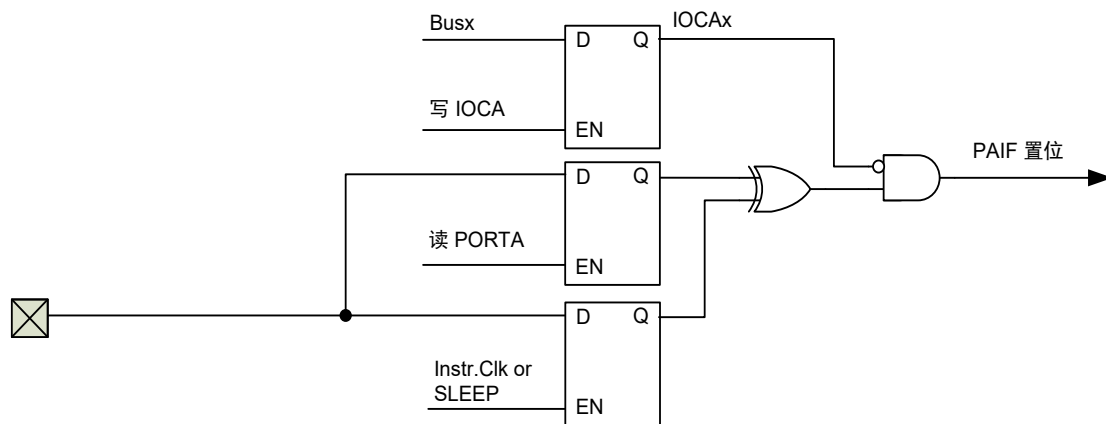 Busx
D Q
IOCAx
写 IOCA
EN
PAIF 置位
D Q
读 PORTA
EN
D Q
Instr.Clk or
SLEEP
EN